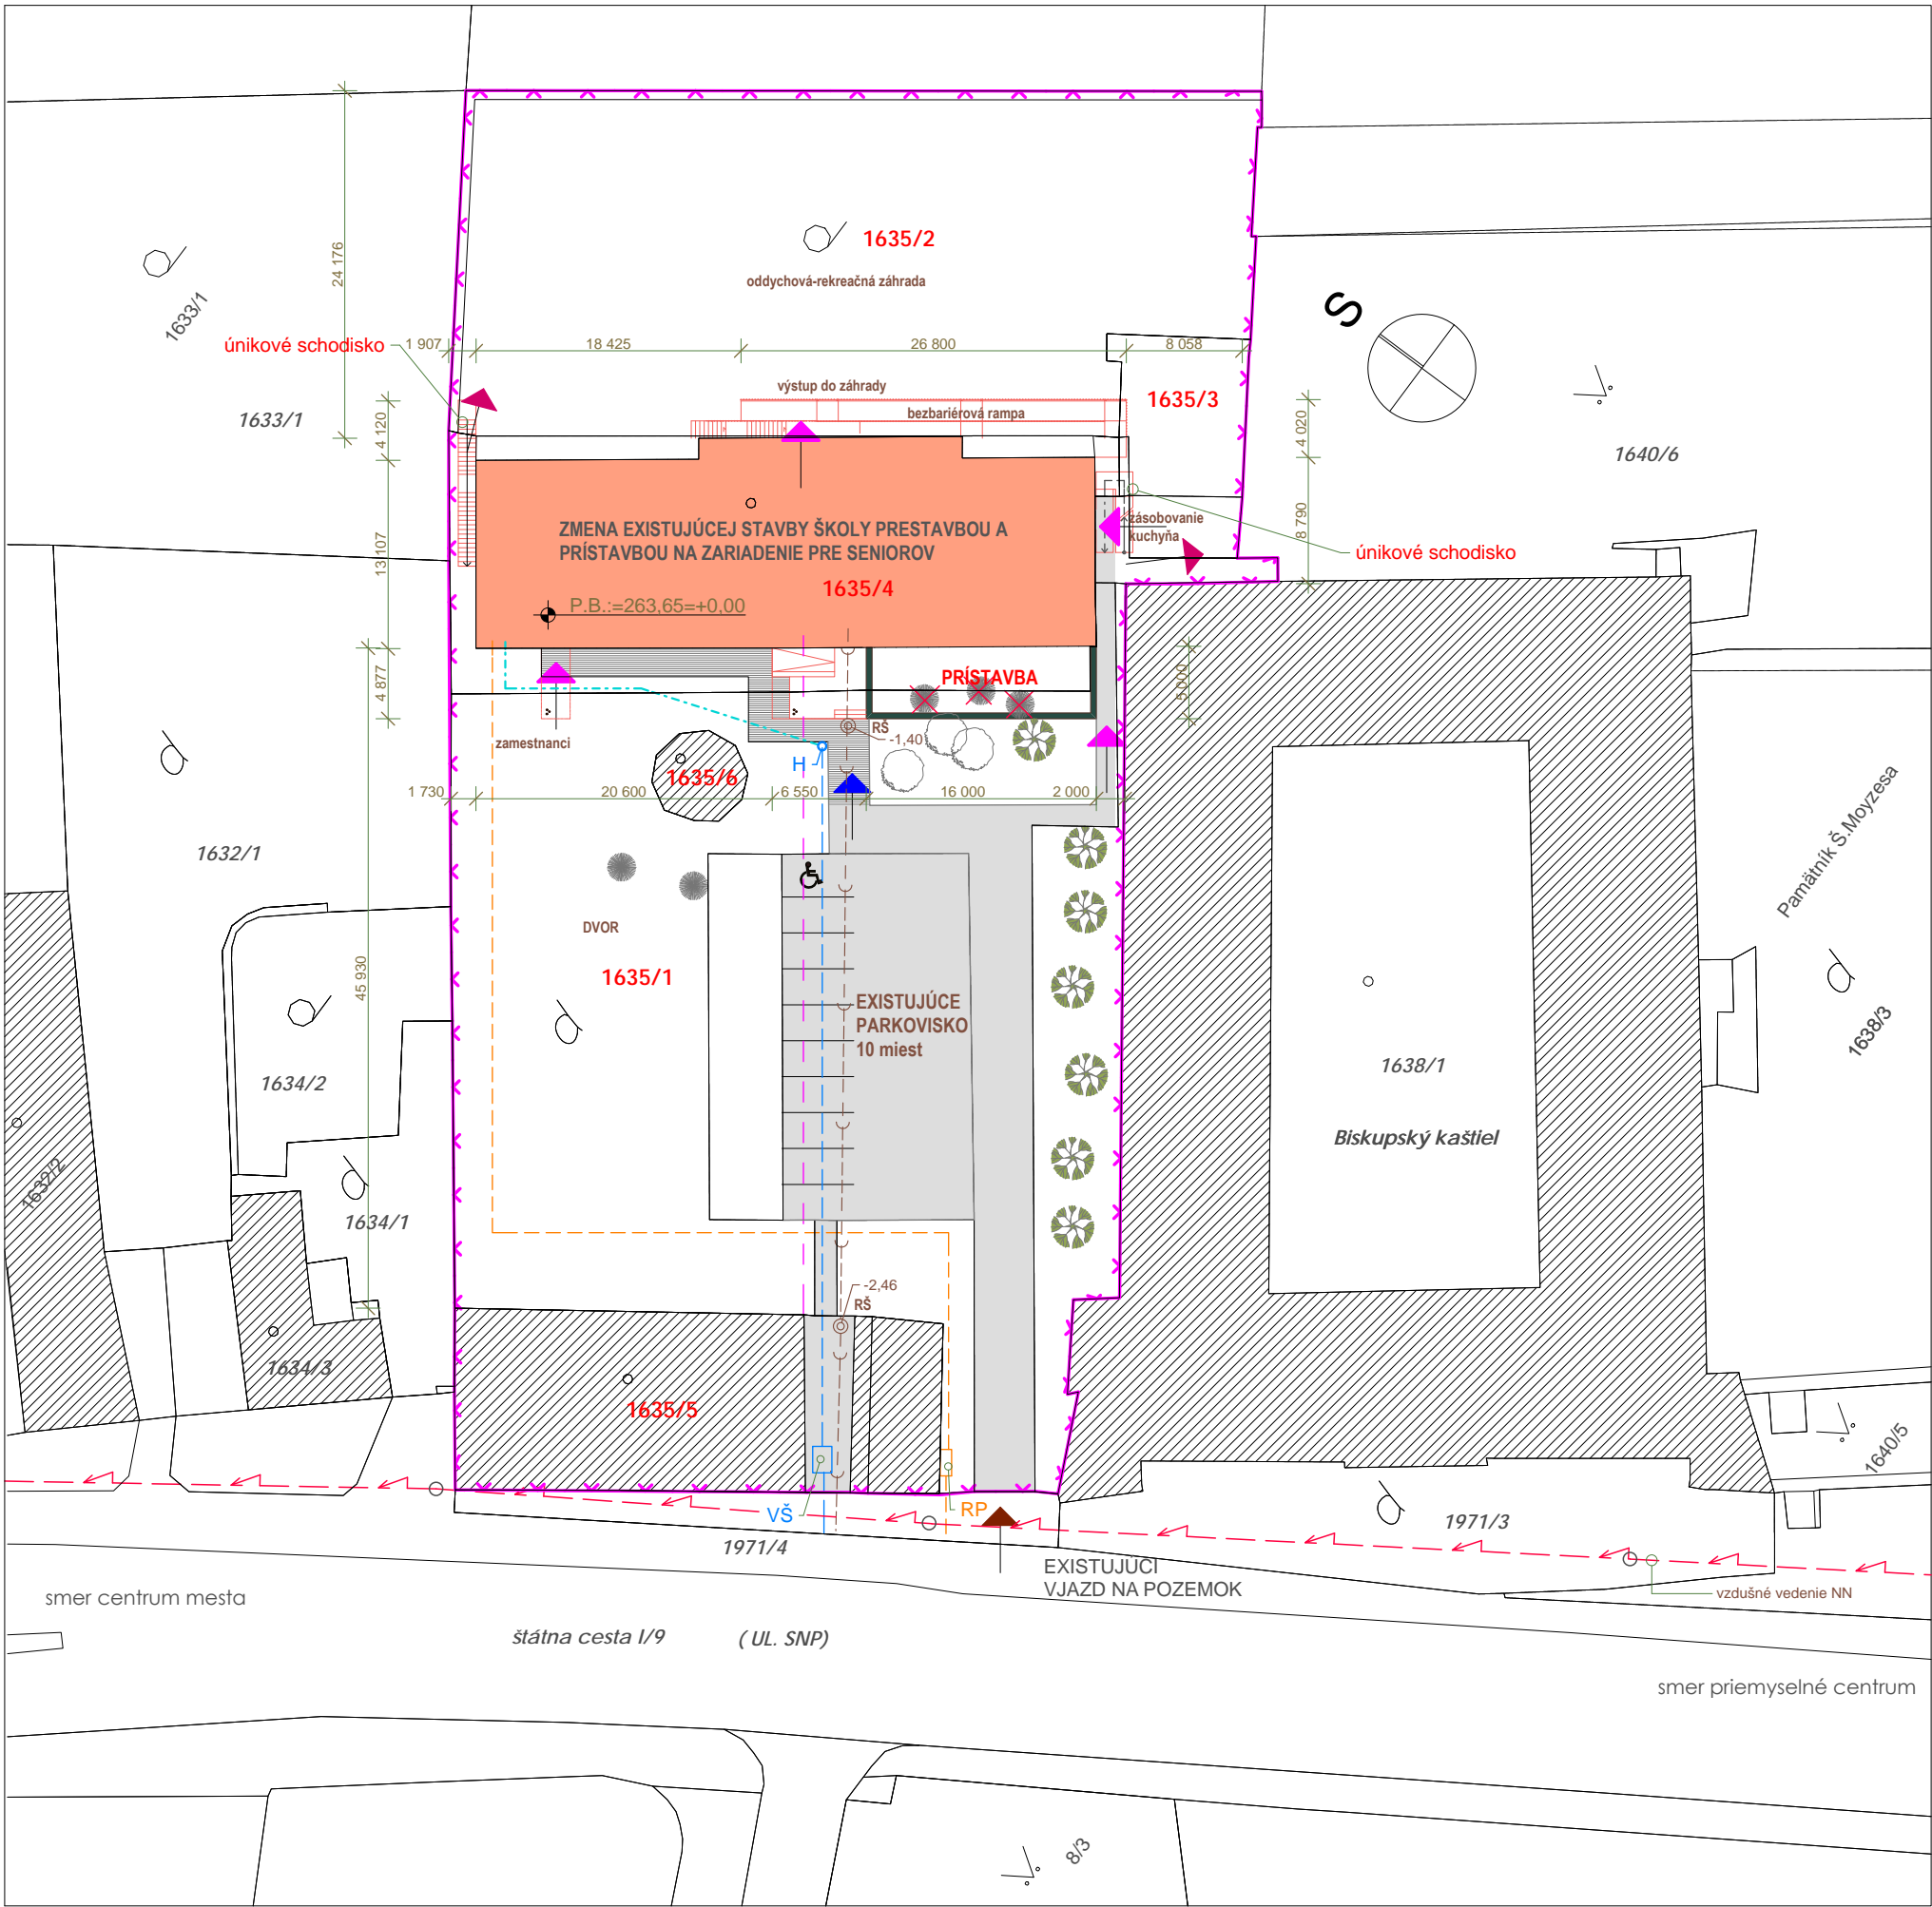 1635/2
oddychová-rekreačná záhrada
24 176
1633/1
S
únikové schodisko
1 907
18 425
26 800
8 058
výstup do záhrady
bezbariérová rampa
1635/3
1633/1
4 120
4 020
1640/6
ZMENA EXISTUJÚCEJ STAVBY ŠKOLY PRESTAVBOU A
PRÍSTAVBOU NA ZARIADENIE PRE SENIOROV
zásobovanie
kuchyňa
8 790
únikové schodisko
13107
1635/4
P.B.:=263,65=+0,00
4 877
PRÍSTAVBA
5 000
RŠ
-1,40
zamestnanci
H
1635/6
1 730
20 600
6 550
16 000
2 000
1632/1
Pamätník Š.Moyzesa
DVOR
1635/1
45 930
EXISTUJÚCE
PARKOVISKO
10 miest
1638/3
1634/2
1638/1
Biskupský kaštiel
1632/2
1634/1
-2,46
RŠ
1634/3
1635/5
1640/5
VŠ
RP
1971/3
1971/4
EXISTUJÚCI
VJAZD NA POZEMOK
vzdušné vedenie NN
smer centrum mesta
štátna cesta I/9
( UL. SNP)
smer priemyselné centrum
8/3